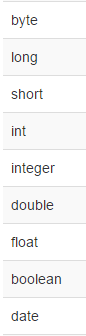 byte
long
short
int
integer
double
float
boolean
date